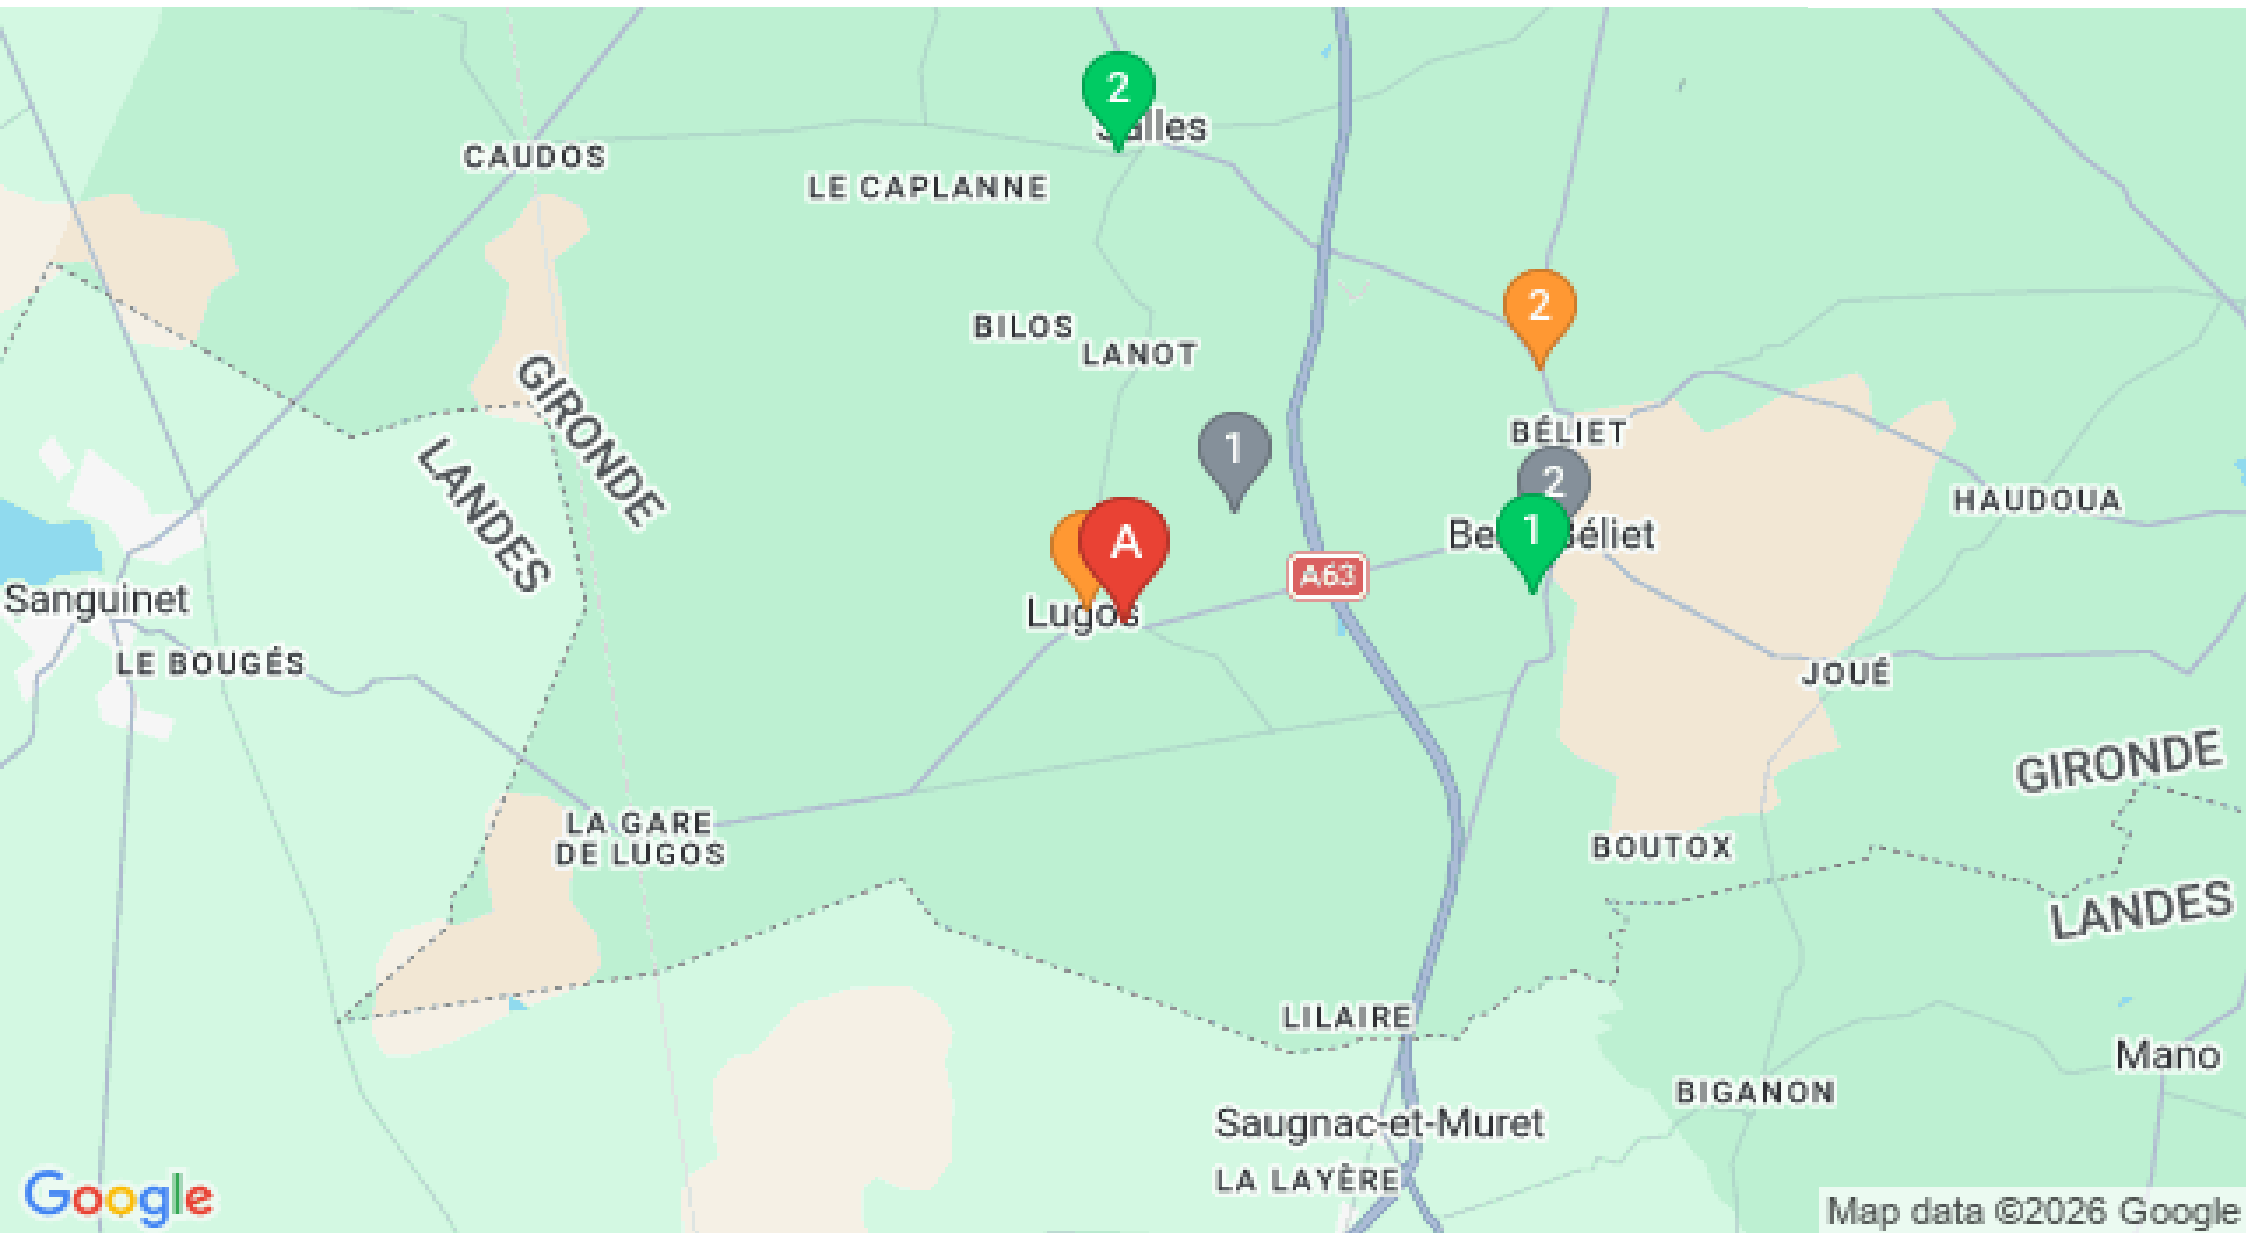 2
Salles
CAUDOS
LE CAPLANNE
2
BILOS
LANOT
GIRONDE
LANDES
1
BÉLIET
2
HAUDOUA
1
A
A63
Sanguinet
Lugos
LE BOUGÉS
JOUÉ
GIRONDE
LA GARE
DE LUGOS
BOUTOX
LANDES
LILAIRE
Mano
BIGANON
Saugnac-et-Muret
LA LAYÈRE
Google
Map data ©2026 Google